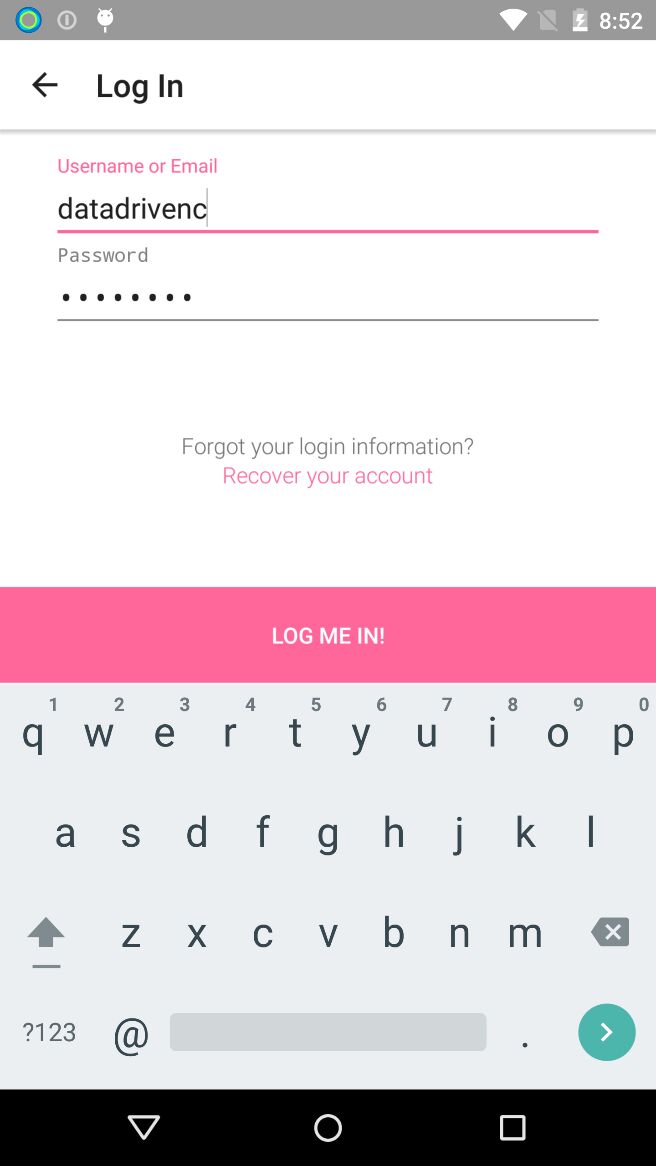 8:52
Log In
Username or Email
datadrivenc
Password
••••••••
Forgot your login information?
Recover your account
LOG ME IN!
1 2 3 4 5 6 7 8 9 0
q w e r t y u i o p
a s d f g h j k l
z x c v b n m
?123 @ .